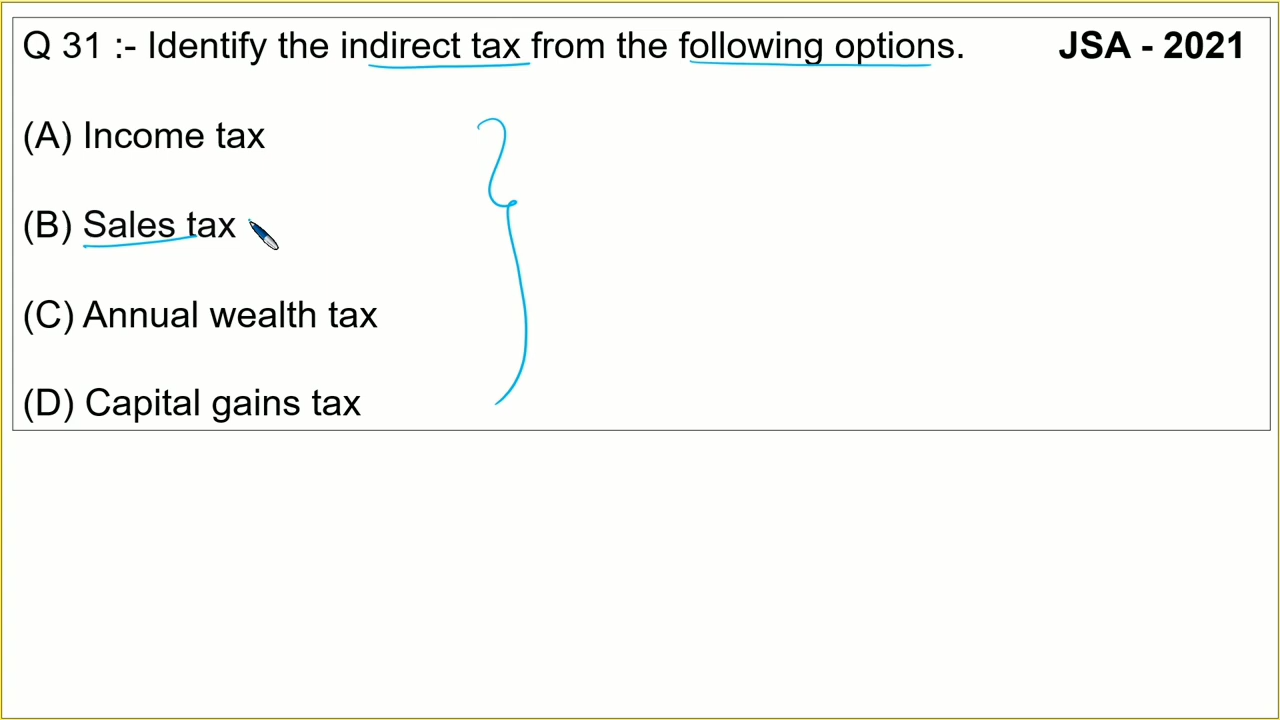 Q 31 :- Identify the indirect tax from the following options. JSA - 2021
(A) Income tax
(B) Sales tax
(C) Annual wealth tax
(D) Capital gains tax